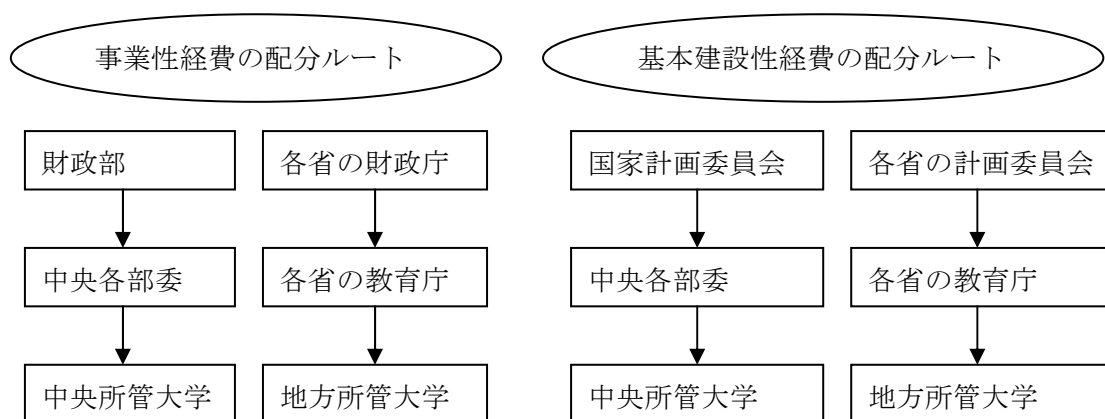 事業性経費の配分ルート
基本建設性経費の配分ルート
財政部
各省の財政庁
国家計画委員会
各省の計画委員会
中央各部委
各省の教育庁
中央各部委
各省の教育庁
中央所管大学
地方所管大学
中央所管大学
地方所管大学